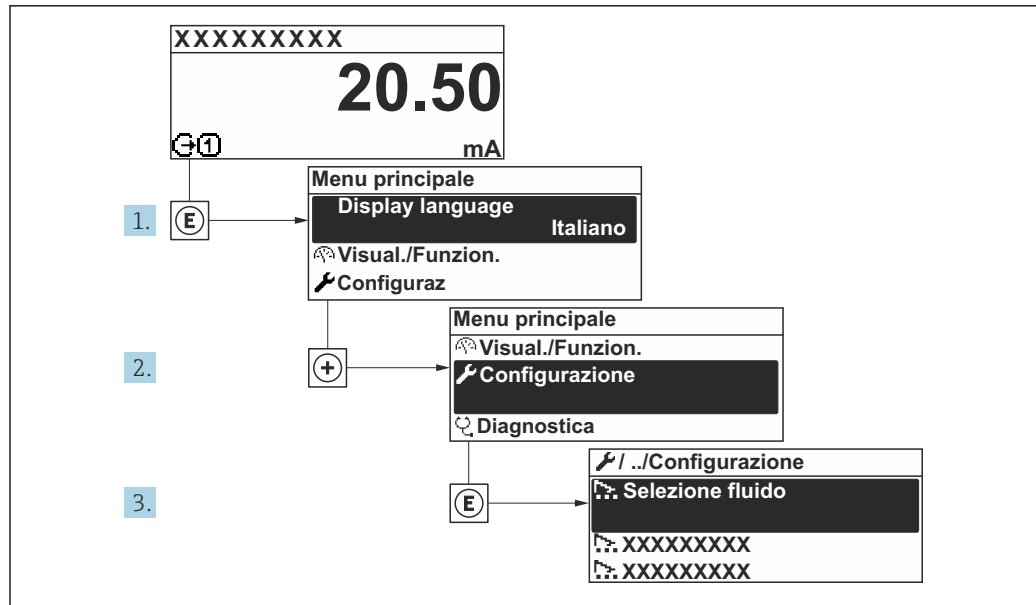 XXXXXXXXX
20.50
1
mA
Menu principale
1.
E
Display language
Italiano
Visual./Funzion.
Configuraz
Menu principale
Visual./Funzion.
2.
+
Configurazione
Diagnostica
/ ../Configurazione
3.
E
Selezione fluido
XXXXXXXXX
XXXXXXXXX